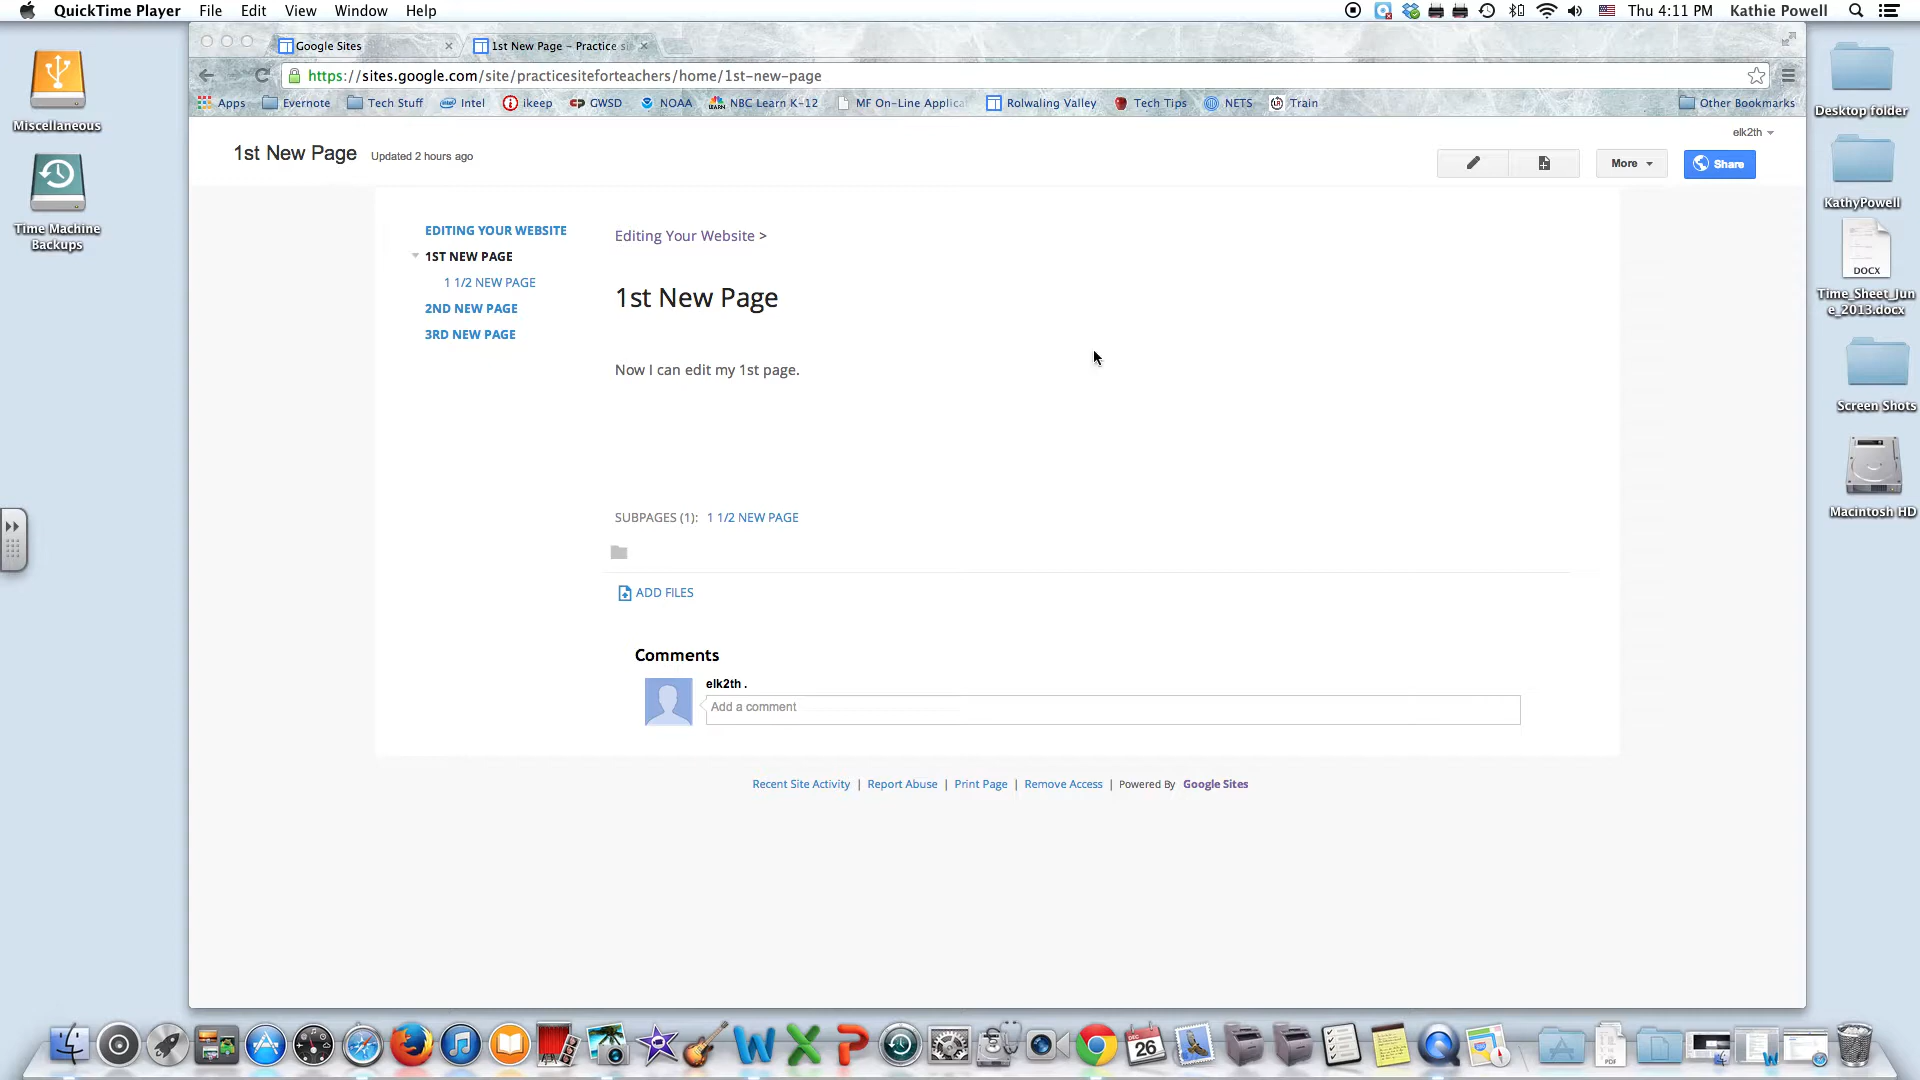 QuickTime Player File Edit View Window Help Thu 4:11 PM Kathie Powell
Google Sites 1st New Page – Practice si
https://sites.google.com/site/practicesiteforteachers/home/1st-new-page
Apps Evernote Tech Stuff Intel ikeep GWSD NOAA NBC Learn K-12 MF On-Line Applica Rolwaling Valley Tech Tips NETS Train Other Bookmarks
elk2th
1st New Page Updated 2 hours ago
More Share
EDITING YOUR WEBSITE
1ST NEW PAGE
1 1/2 NEW PAGE
2ND NEW PAGE
3RD NEW PAGE
Editing Your Website >
1st New Page
Now I can edit my 1st page.
SUBPAGES (1): 1 1/2 NEW PAGE
ADD FILES
Comments
elk2th .
Add a comment
Recent Site Activity | Report Abuse | Print Page | Remove Access | Powered By Google Sites
Miscellaneous
Time Machine
Backups
Desktop folder
KathyPowell
DOCX
Time_Sheet_Jun
e_2013.docx
Screen Shots
Macintosh HD
DEC
26
PDF